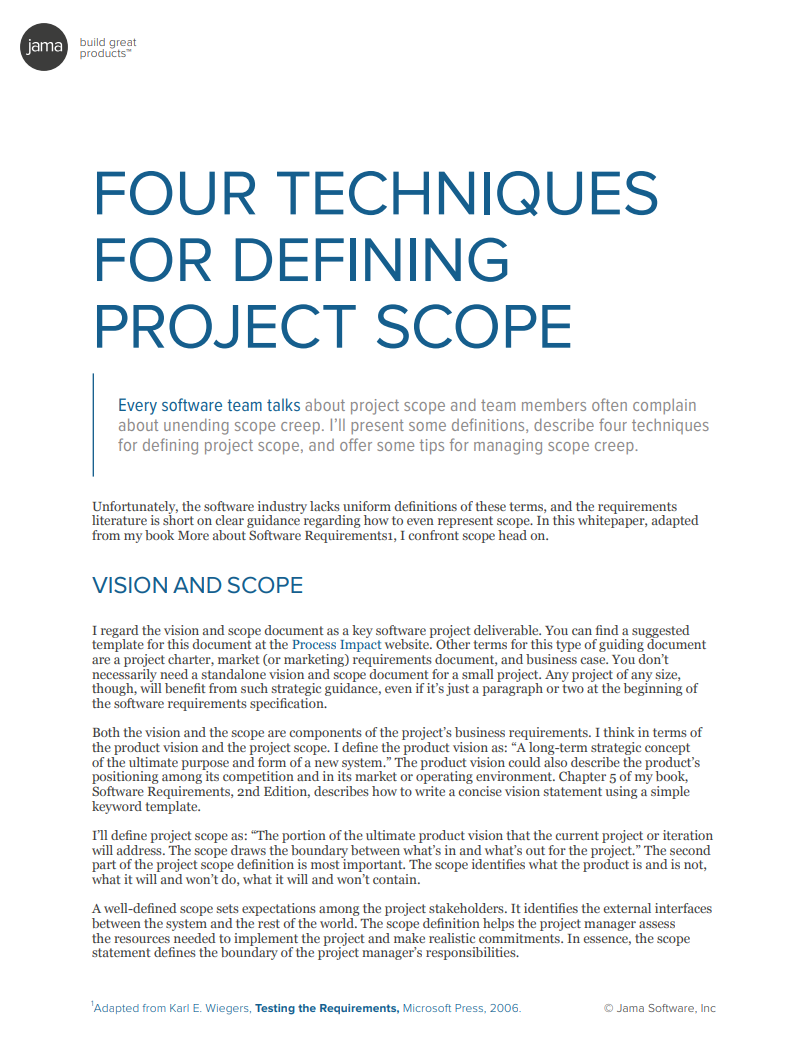 jama
build great
products™
FOUR TECHNIQUES
FOR DEFINING
PROJECT SCOPE
Every software team talks about project scope and team members often complain
about unending scope creep. I'll present some definitions, describe four techniques
for defining project scope, and offer some tips for managing scope creep.
Unfortunately, the software industry lacks uniform definitions of these terms, and the requirements
literature is short on clear guidance regarding how to even represent scope. In this whitepaper, adapted
from my book More about Software Requirements1, I confront scope head on.
VISION AND SCOPE
I regard the vision and scope document as a key software project deliverable. You can find a suggested
template for this document at the Process Impact website. Other terms for this type of guiding document
are a project charter, market (or marketing) requirements document, and business case. You don't
necessarily need a standalone vision and scope document for a small project. Any project of any size,
though, will benefit from such strategic guidance, even if it's just a paragraph or two at the beginning of
the software requirements specification.
Both the vision and the scope are components of the project's business requirements. I think in terms of
the product vision and the project scope. I define the product vision as: “A long-term strategic concept
of the ultimate purpose and form of a new system.” The product vision could also describe the product's
positioning among its competition and in its market or operating environment. Chapter 5 of my book,
Software Requirements, 2nd Edition, describes how to write a concise vision statement using a simple
keyword template.
I'll define project scope as: “The portion of the ultimate product vision that the current project or iteration
will address. The scope draws the boundary between what's in and what's out for the project.” The second
part of the project scope definition is most important. The scope identifies what the product is and is not,
what it will and won't do, what it will and won't contain.
A well-defined scope sets expectations among the project stakeholders. It identifies the external interfaces
between the system and the rest of the world. The scope definition helps the project manager assess
the resources needed to implement the project and make realistic commitments. In essence, the scope
statement defines the boundary of the project manager's responsibilities.
1Adapted from Karl E. Wiegers, Testing the Requirements, Microsoft Press, 2006. © Jama Software, Inc